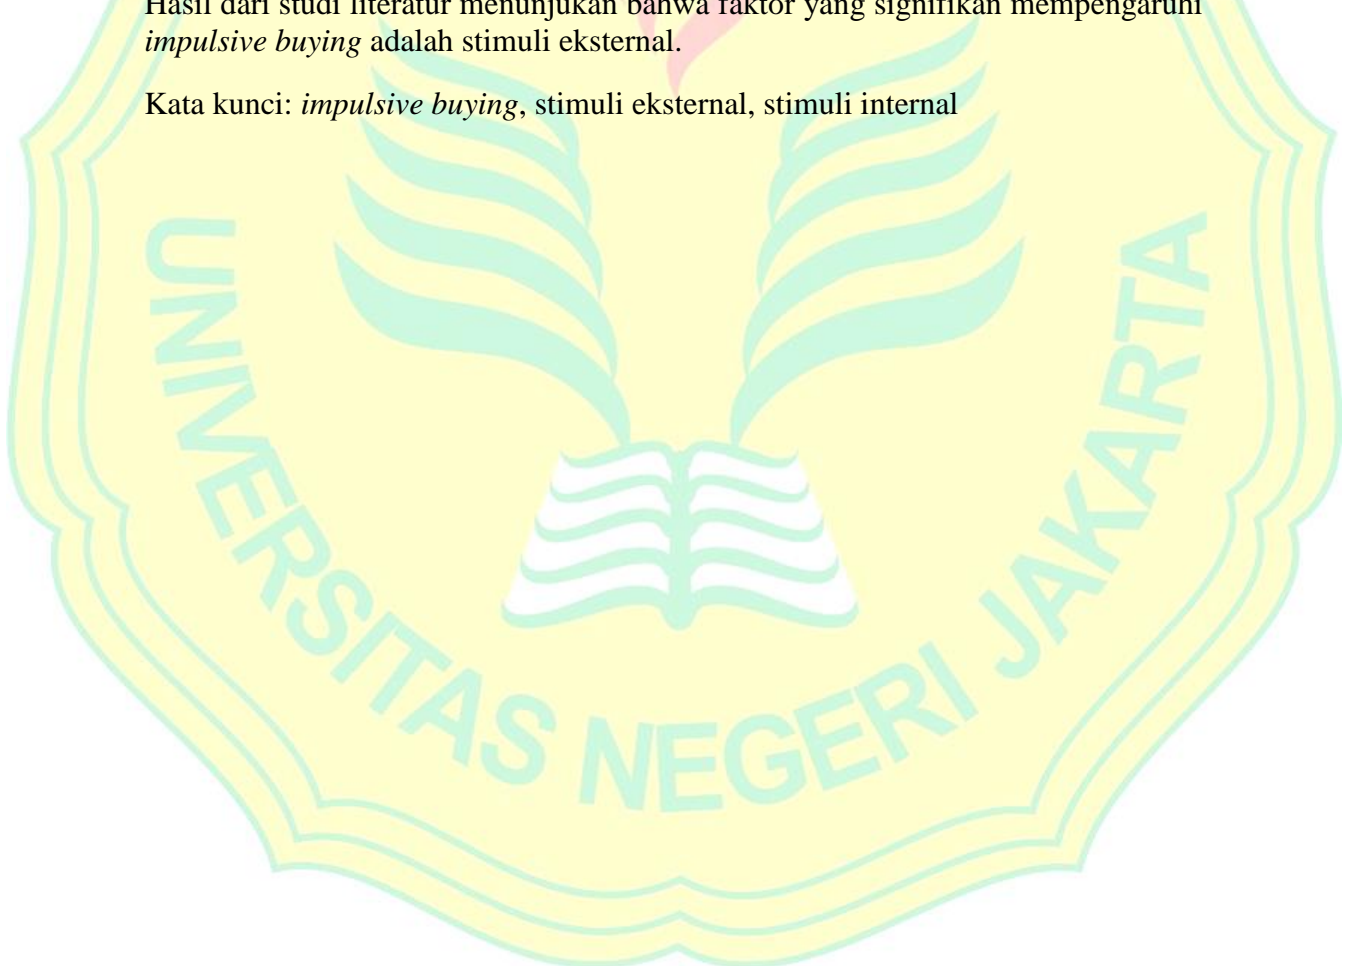 Hasil dari studi literatur menunjukan bahwa faktor yang signifikan mempengaruhi
impulsive buying adalah stimuli eksternal.
Kata kunci: impulsive buying, stimuli eksternal, stimuli internal
UNIVERSITAS NEGERI JAKARTA